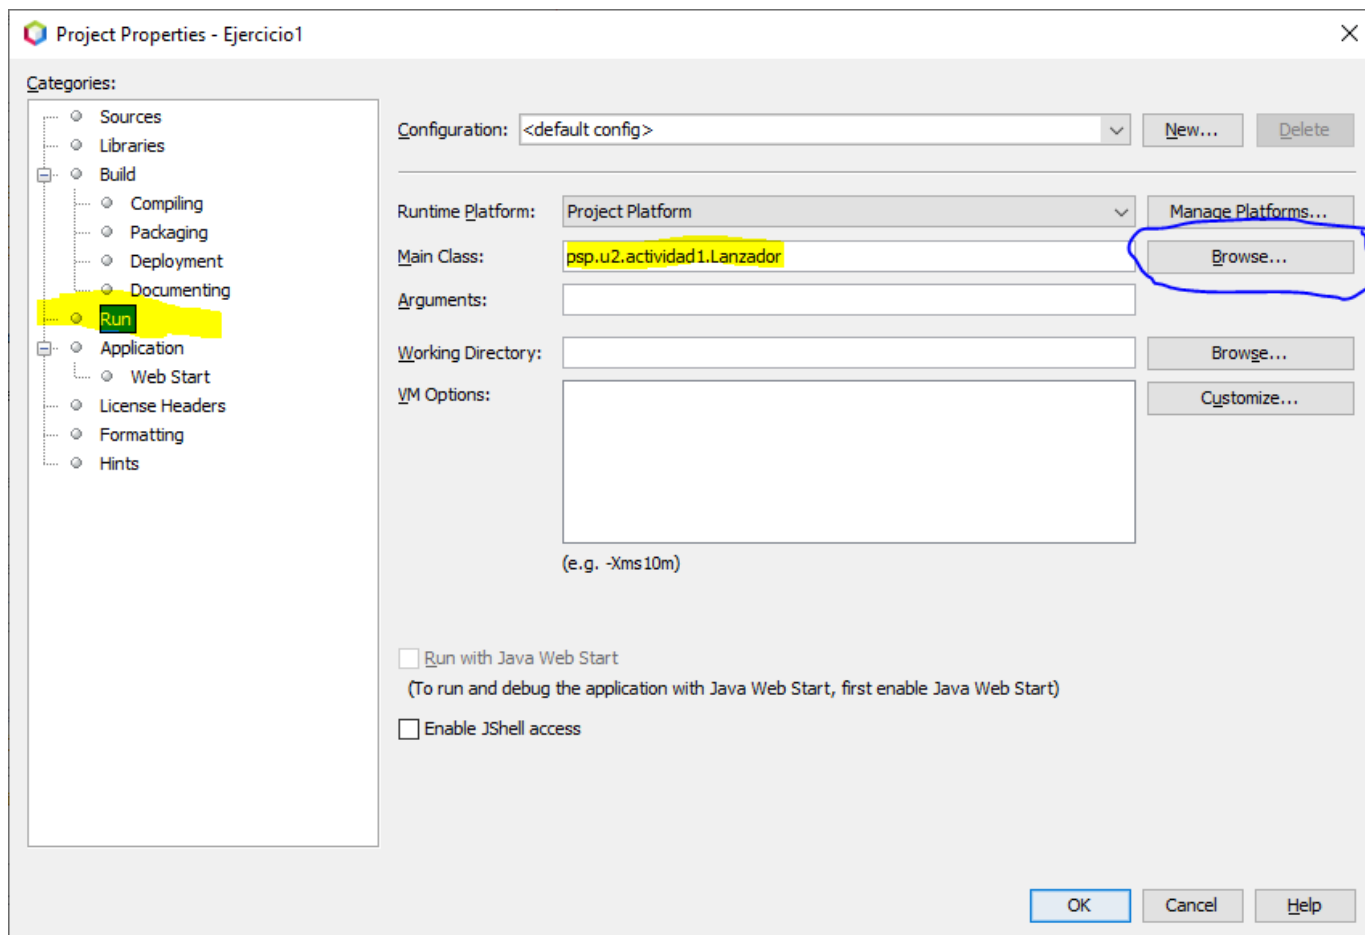 Project Properties - Ejercicio1
Categories:
Sources
Libraries
Build
Compiling
Packaging
Deployment
Documenting
Run
Application
Web Start
License Headers
Formatting
Hints
Configuration: <default config> New... Delete
Runtime Platform: Project Platform Manage Platforms...
Main Class: psp.u2.actividad1.Lanzador Browse...
Arguments:
Working Directory: Browse...
VM Options: Customize...
(e.g. -Xms10m)
Run with Java Web Start
(To run and debug the application with Java Web Start, first enable Java Web Start)
Enable JShell access
OK Cancel Help